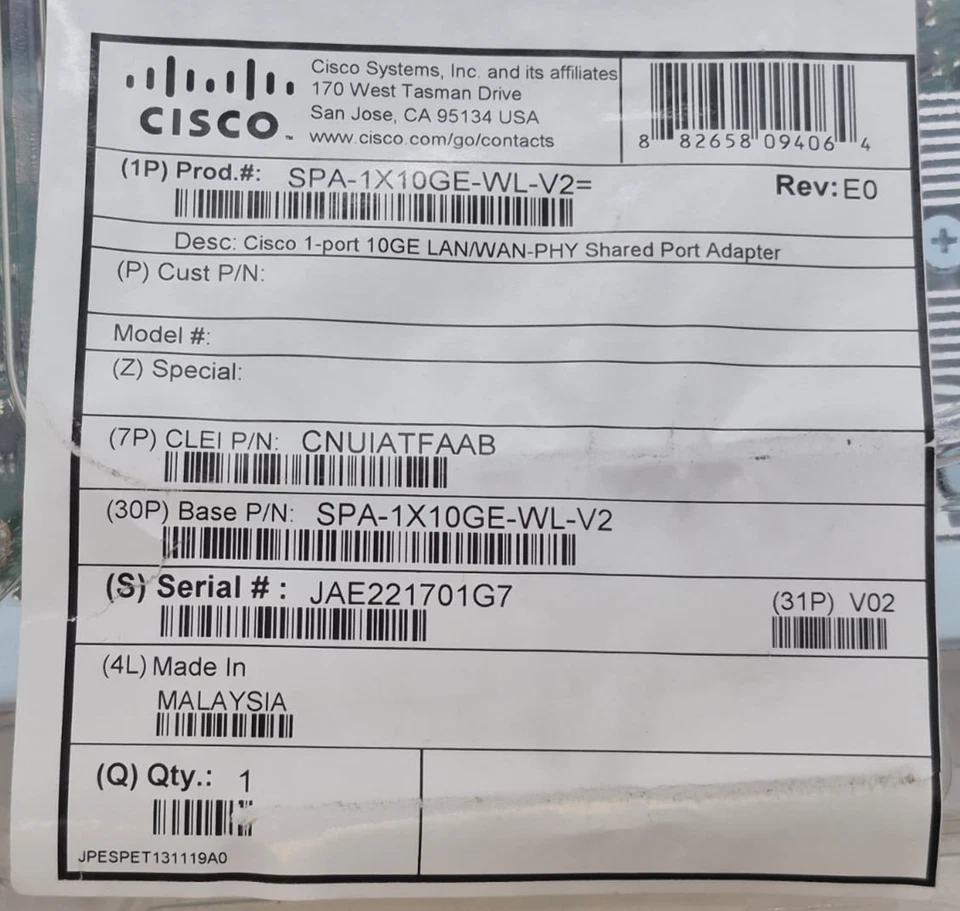 CISCO™
Cisco Systems, Inc. and its affiliates
170 West Tasman Drive
San Jose, CA 95134 USA
www.cisco.com/go/contacts
8 82658 09406 4
(1P) Prod.#: SPA-1X10GE-WL-V2= Rev: E0
Desc: Cisco 1-port 10GE LAN/WAN-PHY Shared Port Adapter
(P) Cust P/N:
Model #:
(Z) Special:
(7P) CLEI P/N: CNUIATFAAB
(30P) Base P/N: SPA-1X10GE-WL-V2
(S) Serial #: JAE221701G7 (31P) V02
(4L) Made In
MALAYSIA
(Q) Qty.: 1
JPESPET131119A0